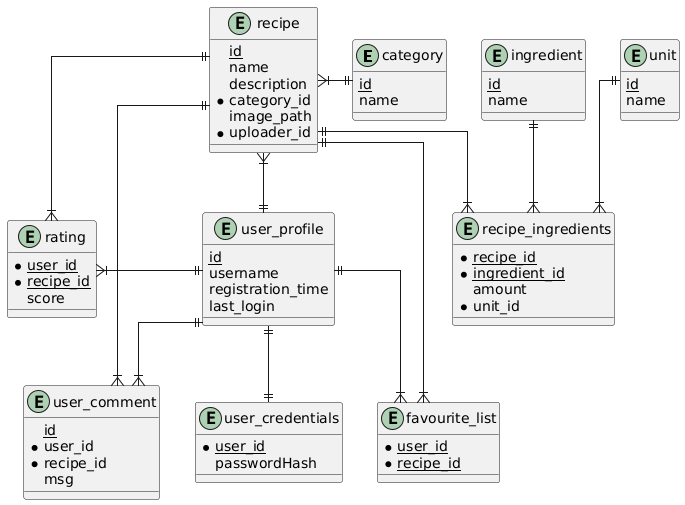 E recipe
id
name
description
category_id
image_path
uploader_id
E category
id
name
E ingredient
id
name
E unit
id
name
E rating
user_id
recipe_id
score
E user_profile
id
username
registration_time
last_login
E recipe_ingredients
recipe_id
ingredient_id
amount
unit_id
E user_comment
id
user_id
recipe_id
msg
E user_credentials
user_id
passwordHash
E favourite_list
user_id
recipe_id